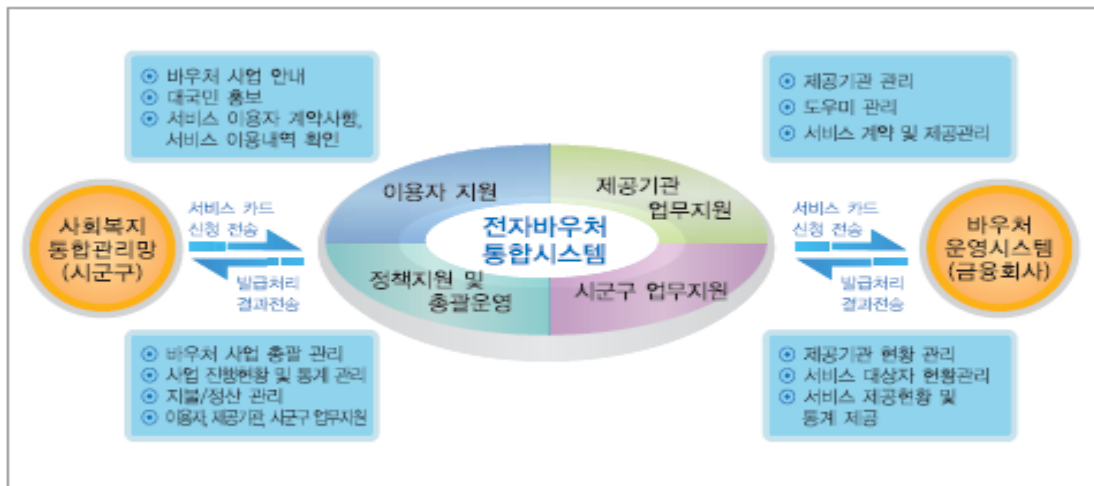 바우처 사업 안내
대국민 홍보
서비스 이용자 계약사항,
서비스 이용내역 확인
제공기관 관리
도우미 관리
서비스 계약 및 제공관리
이용자 지원
제공기관
업무지원
사회복지
통합관리망
(시군구)
서비스 카드
신청 전송
발급처리
결과전송
전자바우처
통합시스템
서비스 카드
신청 전송
발급처리
결과전송
바우처
운영시스템
(금융회사)
정책지원 및
총괄운영
시군구 업무지원
바우처 사업 총괄 관리
사업 진행현황 및 통계 관리
지불/정산 관리
이용자, 제공기관, 시군구 업무지원
제공기관 현황 관리
서비스 대상자 현황관리
서비스 제공현황 및
통계 제공